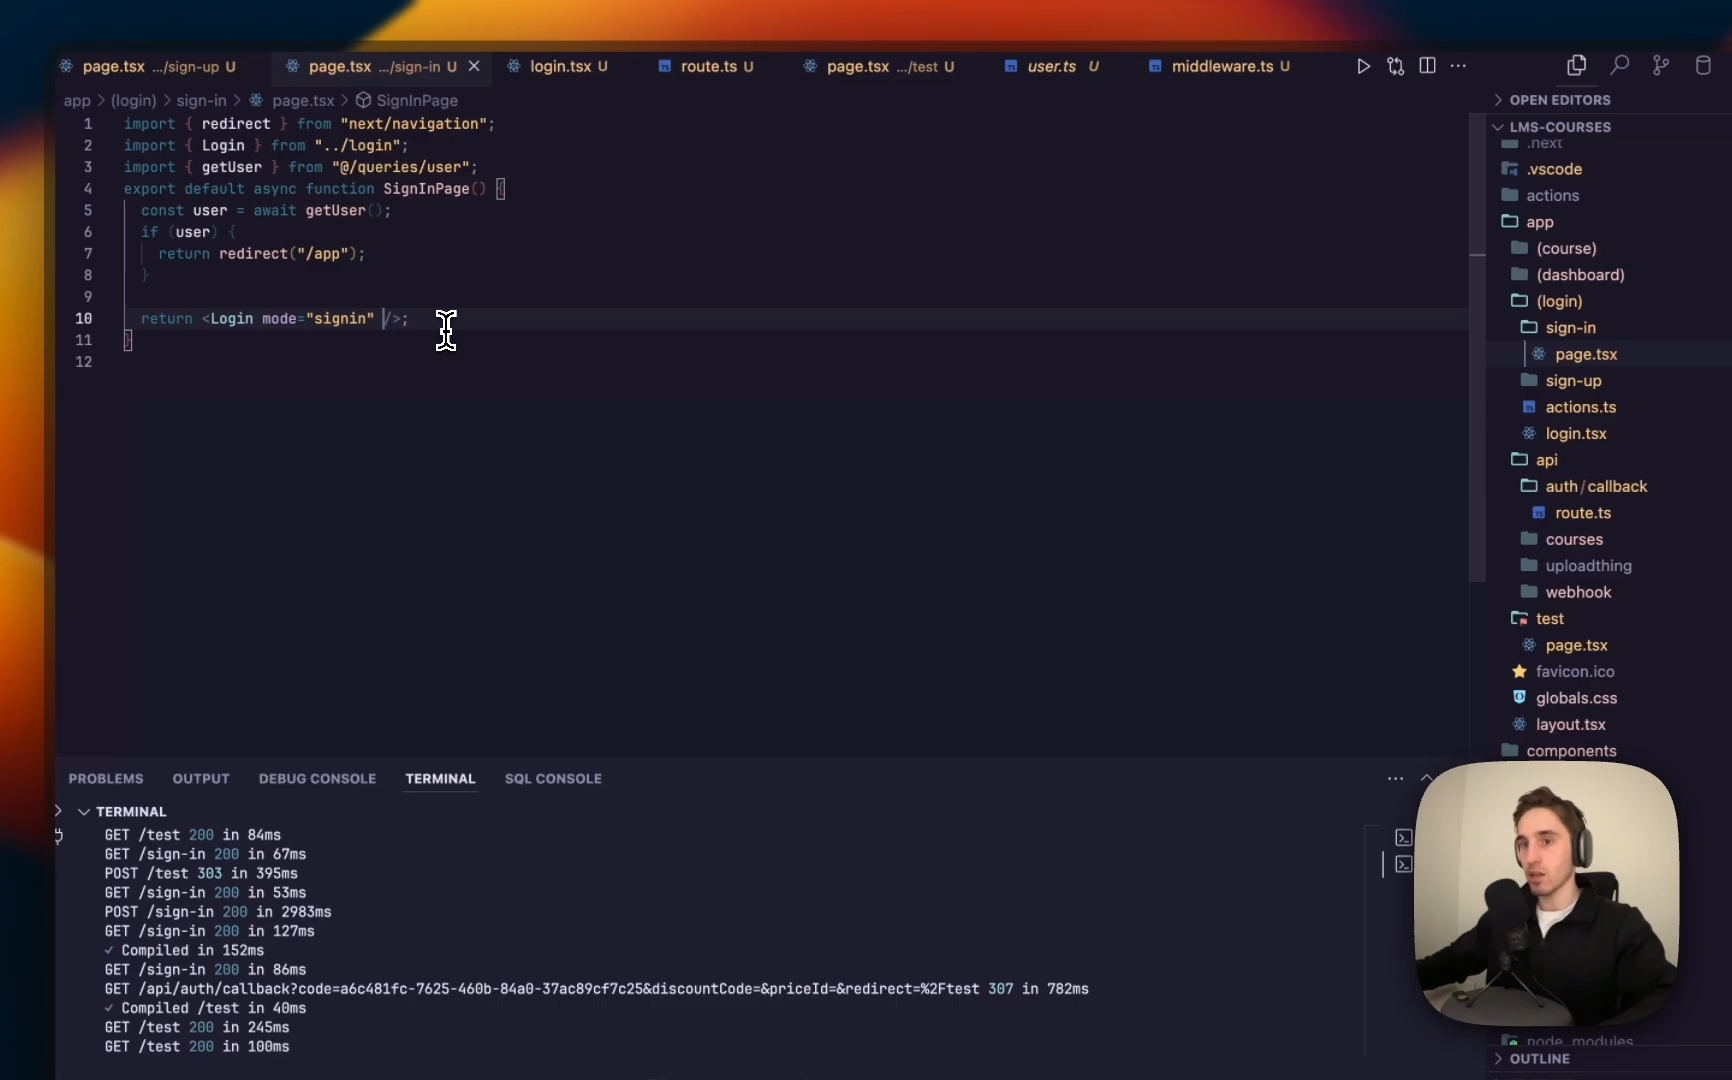 page.tsx .../sign-up U
page.tsx .../sign-in U
login.tsx U
route.ts U
page.tsx .../test U
user.ts U
middleware.ts U
app > (login) > sign-in > page.tsx > SignInPage
1 import { redirect } from "next/navigation";
2 import { Login } from "../login";
3 import { getUser } from "@/queries/user";
4 export default async function SignInPage() {
5 const user = await getUser();
6 if (user) {
7 return redirect("/app");
8 }
9
10 return <Login mode="signin" />;
11 }
12
OPEN EDITORS
LMS-COURSES
.next
.vscode
actions
app
(course)
(dashboard)
(login)
sign-in
page.tsx
sign-up
actions.ts
login.tsx
api
auth/callback
route.ts
courses
uploadthing
webhook
test
page.tsx
favicon.ico
globals.css
layout.tsx
components
node_modules
OUTLINE
PROBLEMS OUTPUT DEBUG CONSOLE TERMINAL SQL CONSOLE
TERMINAL
GET /test 200 in 84ms
GET /sign-in 200 in 67ms
POST /test 303 in 395ms
GET /sign-in 200 in 53ms
POST /sign-in 200 in 2983ms
GET /sign-in 200 in 127ms
✓ Compiled in 152ms
GET /sign-in 200 in 86ms
GET /api/auth/callback?code=a6c481fc-7625-460b-84a0-37ac89cf7c25&discountCode=&priceId=&redirect=%2Ftest 307 in 782ms
✓ Compiled /test in 40ms
GET /test 200 in 245ms
GET /test 200 in 100ms